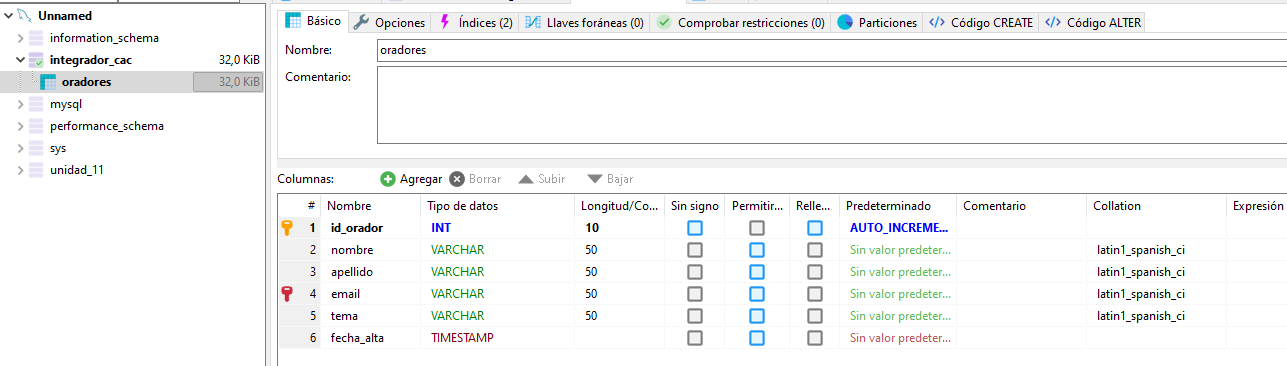 Unnamed
information_schema
integrador_cac 32,0 KiB
oradores 32,0 KiB
mysql
performance_schema
sys
unidad_11
Básico Opciones Índices (2) Llaves foráneas (0) Comprobar restricciones (0) Particiones Código CREATE Código ALTER
Nombre: oradores
Comentario:
Columnas: Agregar Borrar Subir Bajar
# Nombre Tipo de datos Longitud/Co... Sin signo Permitir... Relle... Predeterminado Comentario Collation Expresión
1 id_orador INT 10 AUTO_INCREME...
2 nombre VARCHAR 50 Sin valor predeter... latin1_spanish_ci
3 apellido VARCHAR 50 Sin valor predeter... latin1_spanish_ci
4 email VARCHAR 50 Sin valor predeter... latin1_spanish_ci
5 tema VARCHAR 50 Sin valor predeter... latin1_spanish_ci
6 fecha_alta TIMESTAMP Sin valor predeter...